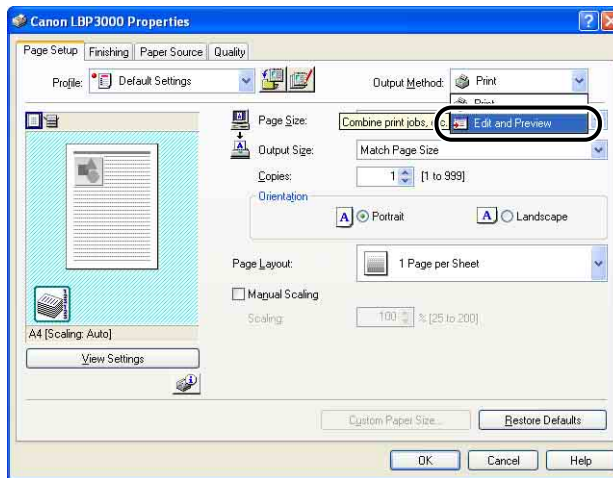 Canon LBP3000 Properties
Page Setup Finishing Paper Source Quality
Profile: Default Settings Output Method: Print
Print
Page Size: Combine print jobs, Edit and Preview
Output Size: Match Page Size
Copies: 1 [1 to 999]
Orientation
A Portrait A Landscape
Page Layout: 1 Page per Sheet
Manual Scaling
Scaling: 100 % [25 to 200]
A4 [Scaling: Auto]
View Settings
Custom Paper Size... Restore Defaults
OK Cancel Help